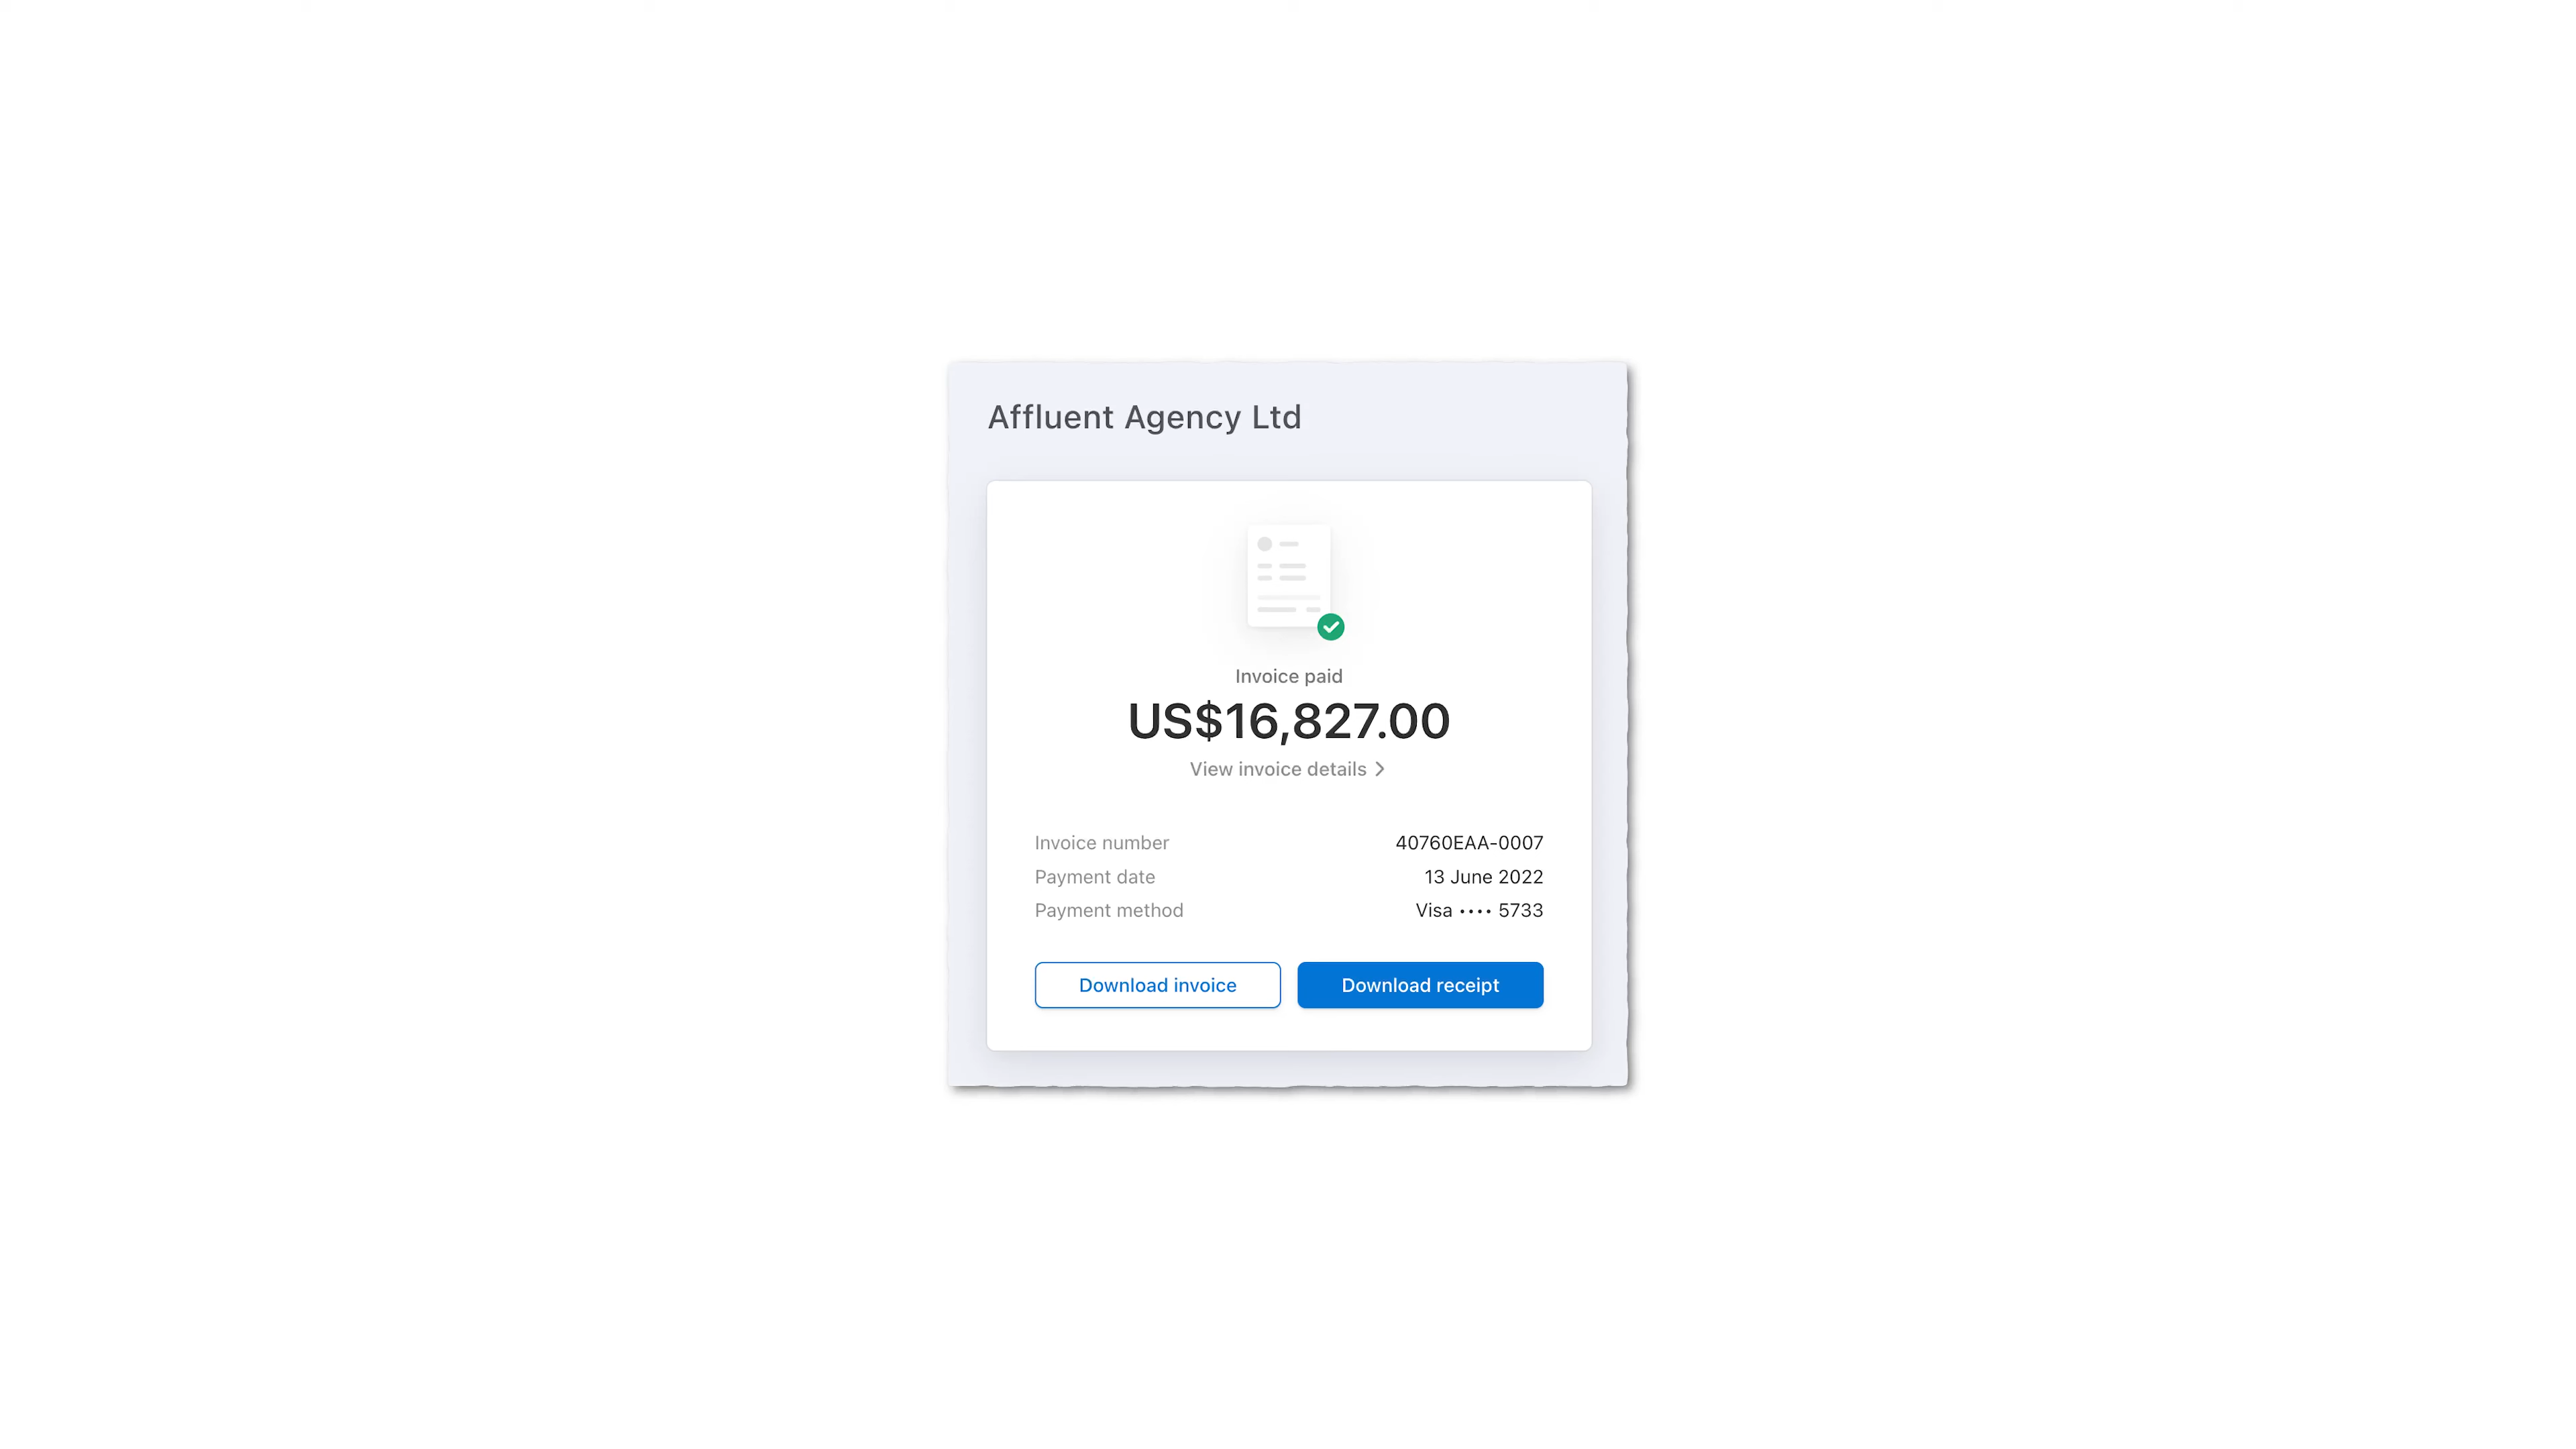 Affluent Agency Ltd
Invoice paid
US$16,827.00
View invoice details
Invoice number 40760EAA-0007
Payment date 13 June 2022
Payment method Visa •••• 5733
Download invoice Download receipt